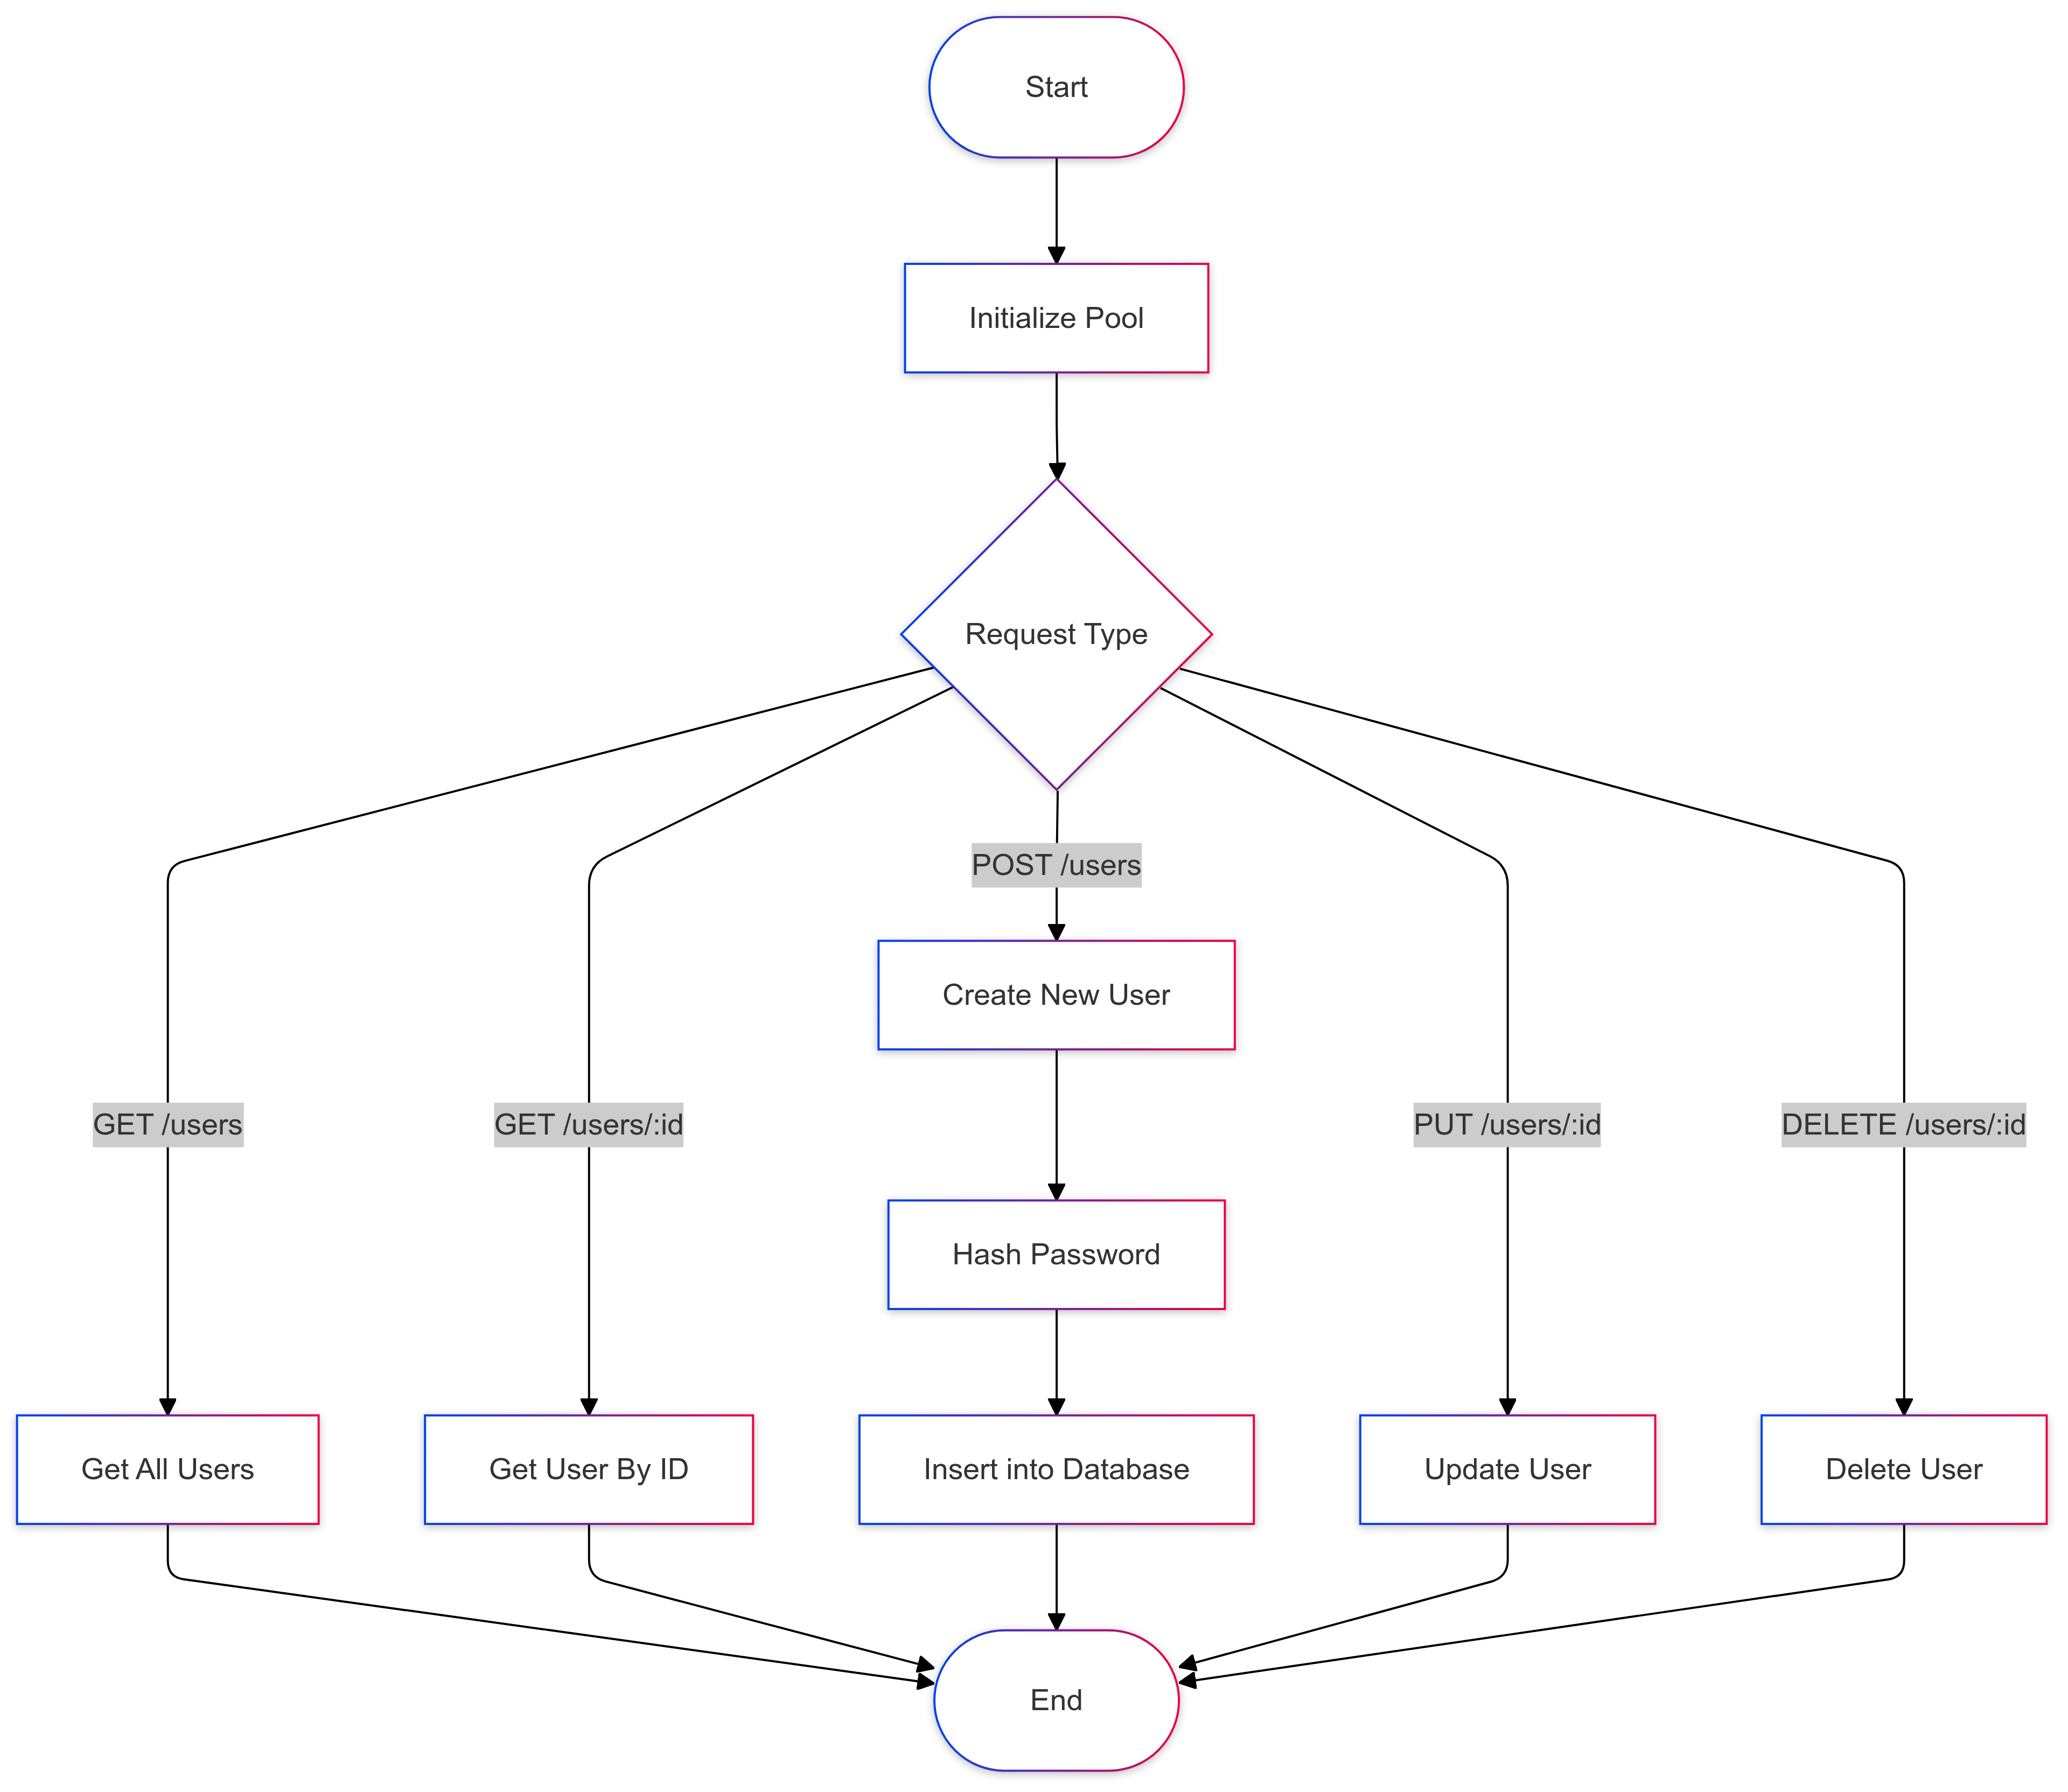 Start
Initialize Pool
Request Type
POST /users
Create New User
GET /users
GET /users/:id
PUT /users/:id
DELETE /users/:id
Hash Password
Get All Users
Get User By ID
Insert into Database
Update User
Delete User
End